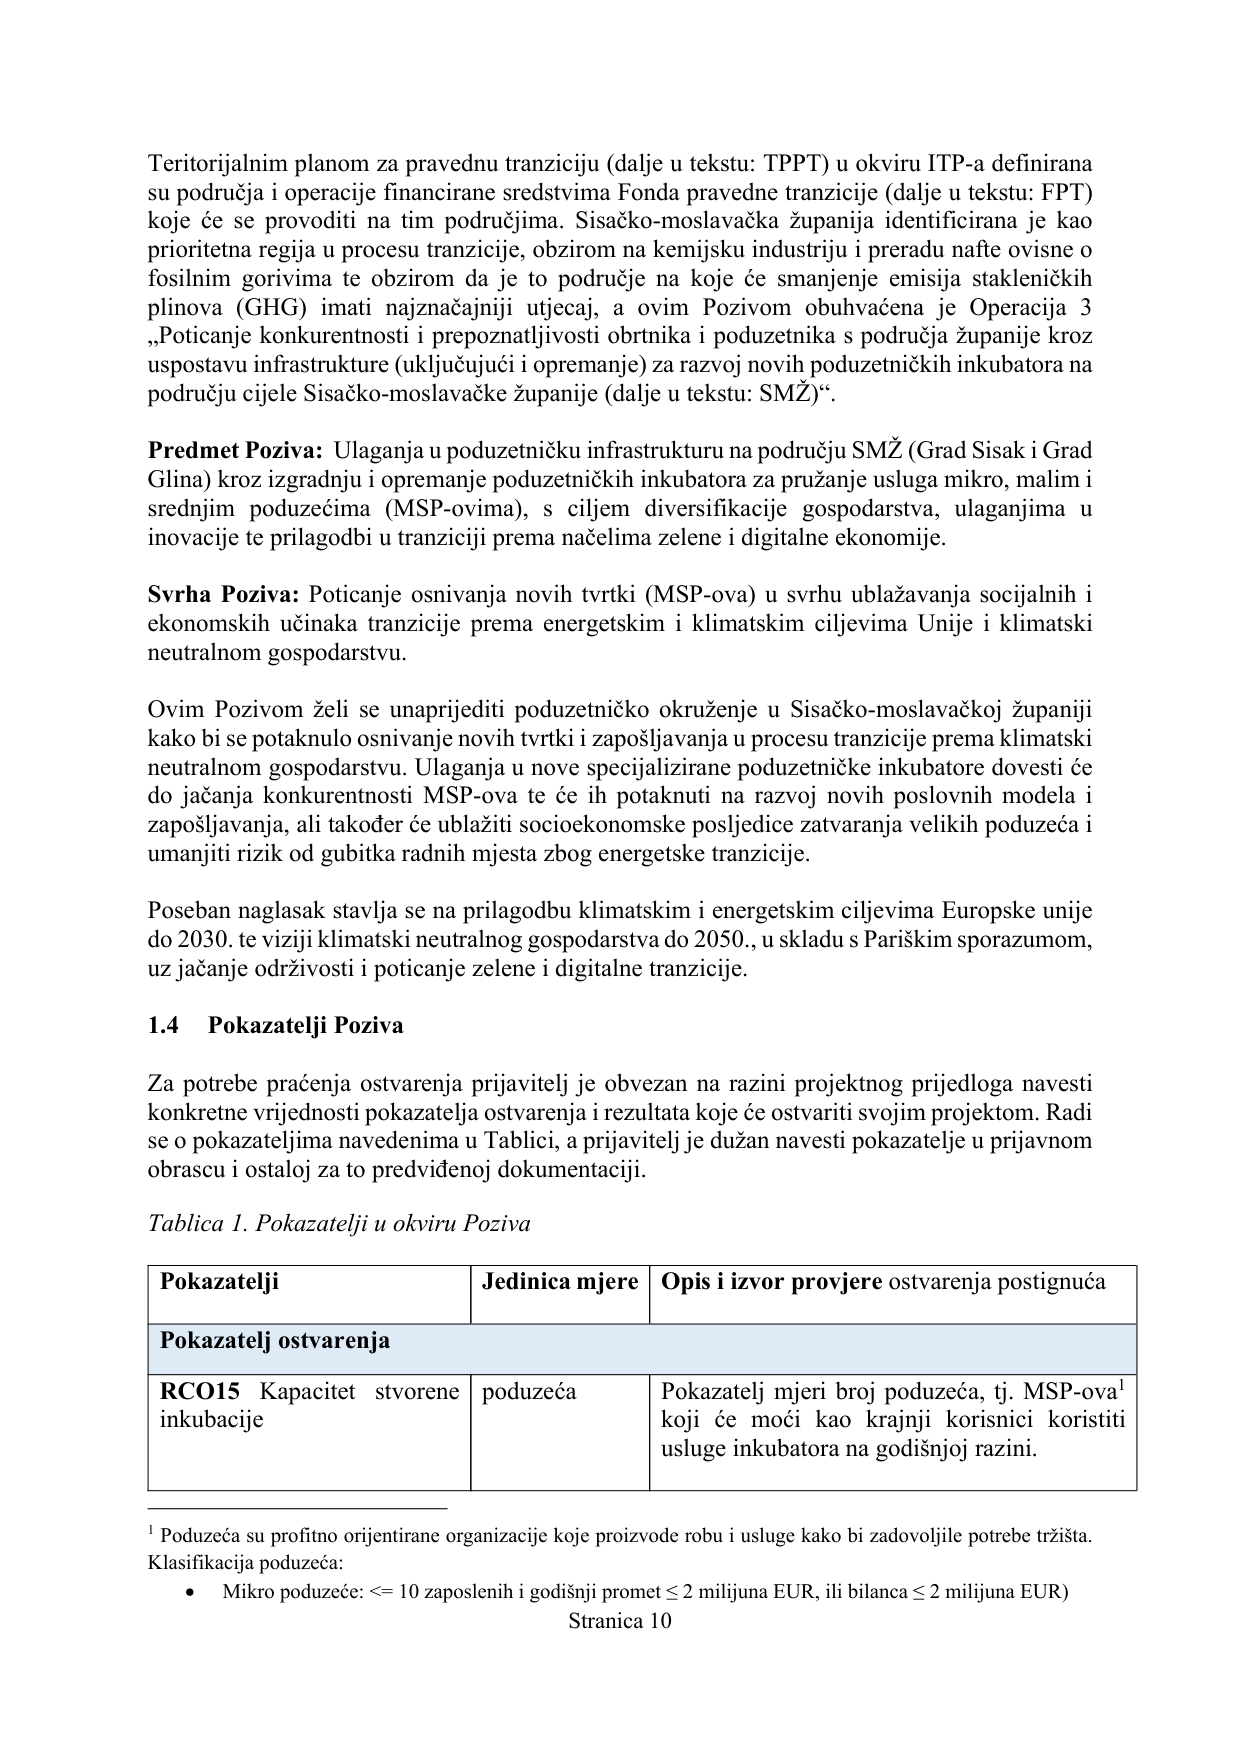 Teritorijalnim planom za pravednu tranziciju (dalje u tekstu: TPPT) u okviru ITP-a definirana
su područja i operacije financirane sredstvima Fonda pravedne tranzicije (dalje u tekstu: FPT)
koje će se provoditi na tim područjima. Sisačko-moslavačka županija identificirana je kao
prioritetna regija u procesu tranzicije, obzirom na kemijsku industriju i preradu nafte ovisne o
fosilnim gorivima te obzirom da je to područje na koje će smanjenje emisija stakleničkih
plinova (GHG) imati najznačajniji utjecaj, a ovim Pozivom obuhvaćena je Operacija 3
„Poticanje konkurentnosti i prepoznatljivosti obrtnika i poduzetnika s područja županije kroz
uspostavu infrastrukture (uključujući i opremanje) za razvoj novih poduzetničkih inkubatora na
području cijele Sisačko-moslavačke županije (dalje u tekstu: SMŽ)“.
Predmet Poziva: Ulaganja u poduzetničku infrastrukturu na području SMŽ (Grad Sisak i Grad
Glina) kroz izgradnju i opremanje poduzetničkih inkubatora za pružanje usluga mikro, malim i
srednjim poduzećima (MSP-ovima), s ciljem diversifikacije gospodarstva, ulaganjima u
inovacije te prilagodbi u tranziciji prema načelima zelene i digitalne ekonomije.
Svrha Poziva: Poticanje osnivanja novih tvrtki (MSP-ova) u svrhu ublažavanja socijalnih i
ekonomskih učinaka tranzicije prema energetskim i klimatskim ciljevima Unije i klimatski
neutralnom gospodarstvu.
Ovim Pozivom želi se unaprijediti poduzetničko okruženje u Sisačko-moslavačkoj županiji
kako bi se potaknulo osnivanje novih tvrtki i zapošljavanja u procesu tranzicije prema klimatski
neutralnom gospodarstvu. Ulaganja u nove specijalizirane poduzetničke inkubatore dovesti će
do jačanja konkurentnosti MSP-ova te će ih potaknuti na razvoj novih poslovnih modela i
zapošljavanja, ali također će ublažiti socioekonomske posljedice zatvaranja velikih poduzeća i
umanjiti rizik od gubitka radnih mjesta zbog energetske tranzicije.
Poseban naglasak stavlja se na prilagodbu klimatskim i energetskim ciljevima Europske unije
do 2030. te viziji klimatski neutralnog gospodarstva do 2050., u skladu s Pariškim sporazumom,
uz jačanje održivosti i poticanje zelene i digitalne tranzicije.
1.4 Pokazatelji Poziva
Za potrebe praćenja ostvarenja prijavitelj je obvezan na razini projektnog prijedloga navesti
konkretne vrijednosti pokazatelja ostvarenja i rezultata koje će ostvariti svojim projektom. Radi
se o pokazateljima navedenima u Tablici, a prijavitelj je dužan navesti pokazatelje u prijavnom
obrascu i ostaloj za to predviđenoj dokumentaciji.
Tablica 1. Pokazatelji u okviru Poziva
Pokazatelji Jedinica mjere Opis i izvor provjere ostvarenja postignuća
Pokazatelj ostvarenja
RCO15 Kapacitet stvorene
inkubacije
poduzeća
Pokazatelj mjeri broj poduzeća, tj. MSP-ova¹
koji će moći kao krajnji korisnici koristiti
usluge inkubatora na godišnjoj razini.
¹ Poduzeća su profitno orijentirane organizacije koje proizvode robu i usluge kako bi zadovoljile potrebe tržišta.
Klasifikacija poduzeća:
• Mikro poduzeće: <= 10 zaposlenih i godišnji promet ≤ 2 milijuna EUR, ili bilanca ≤ 2 milijuna EUR)
Stranica 10